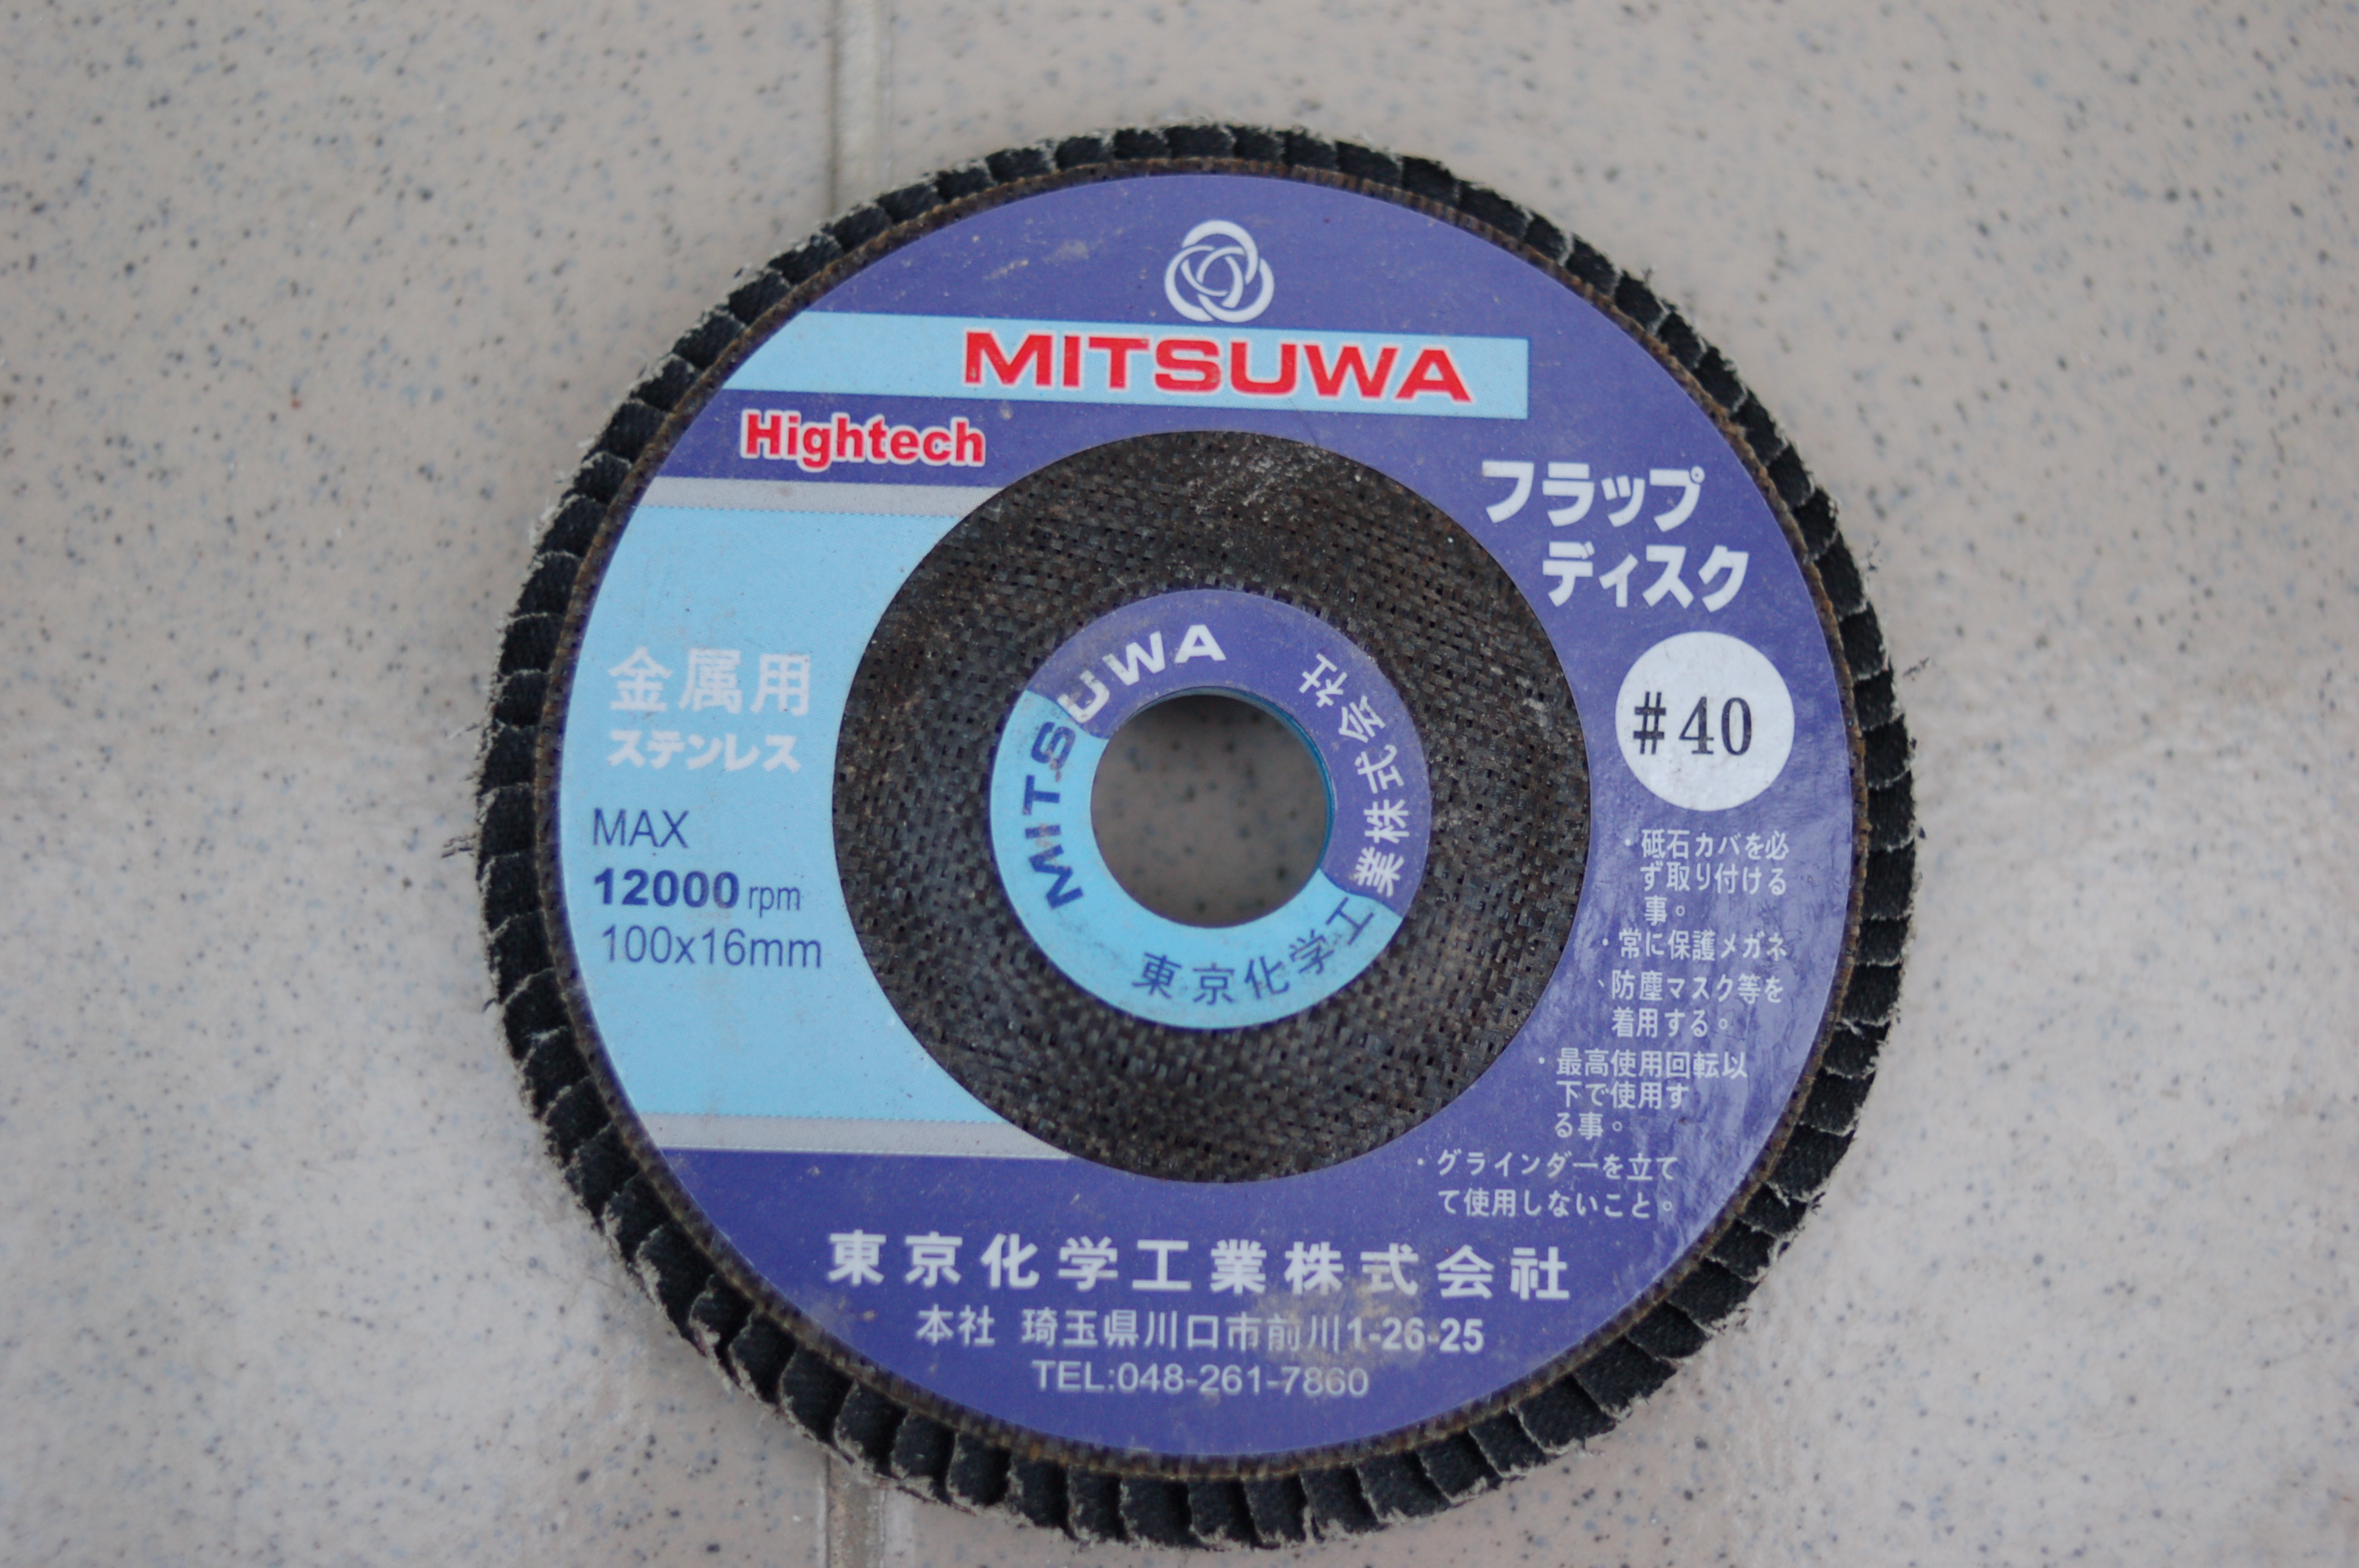 MITSUWA
Hightech
フラップ
ディスク
#40
金属用
ステンレス
MAX
12000 rpm
100x16mm
MITSUWA
東京化学工業株式会社
・砥石カバを必
ず取り付ける
事。
・常に保護メガネ
、防塵マスク等を
着用する。
・最高使用回転以
下で使用す
る事。
・グラインダーを立て
て使用しないこと。
東京化学工業株式会社
本社 琦玉県川口市前川1-26-25
TEL:048-261-7860